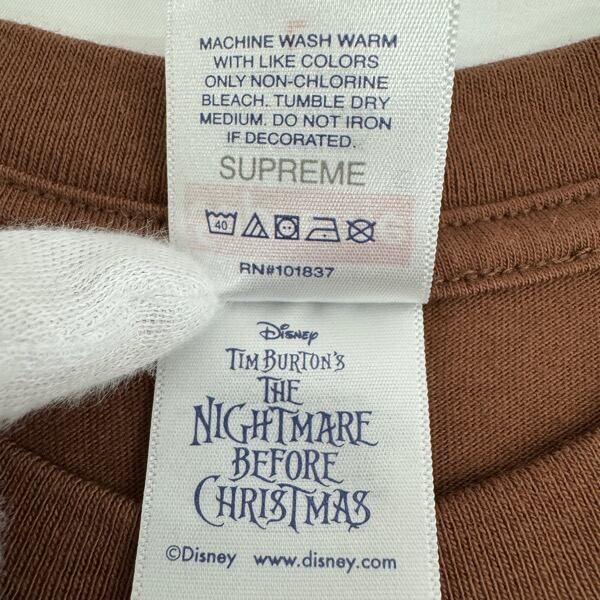 MACHINE WASH WARM
WITH LIKE COLORS
ONLY NON-CHLORINE
BLEACH. TUMBLE DRY
MEDIUM. DO NOT IRON
IF DECORATED.
SUPREME
40
RN#101837
Disney
TIM BURTON'S
THE
NIGHTMARE
BEFORE
CHRISTMAS
©Disney www.disney.com